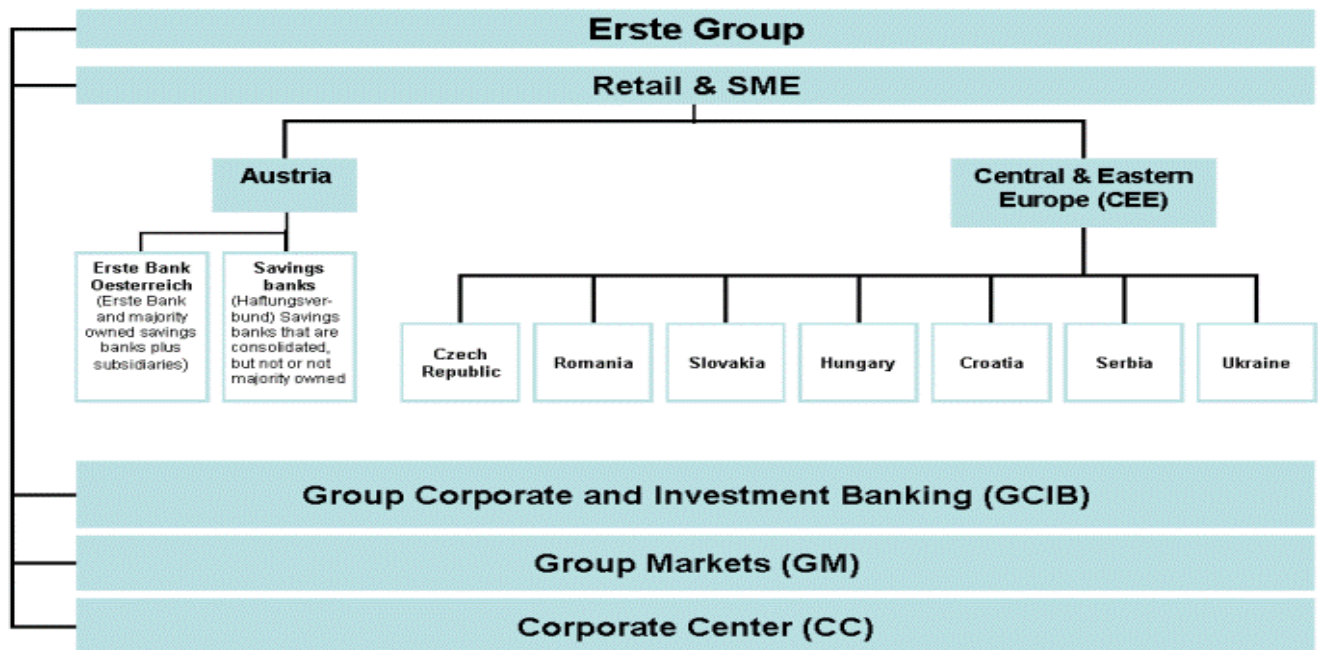 Erste Group
Retail & SME
Austria
Central & Eastern
Europe (CEE)
Erste Bank
Oesterreich
(Erste Bank
and majority
owned savings
banks plus
subsidiaries)
Savings
banks
(Haftungsver-
bund) Savings
banks that are
consolidated,
but not or not
majority owned
Czech
Republic
Romania
Slovakia
Hungary
Croatia
Serbia
Ukraine
Group Corporate and Investment Banking (GCIB)
Group Markets (GM)
Corporate Center (CC)